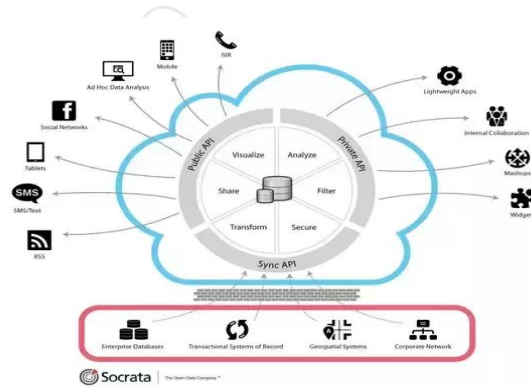 IVR
Mobile
Ad Hoc Data Analysis
Social Networks
Tablets
SMS
SMS/Text
RSS
Lightweight Apps
Internal Collaboration
Mashups
Widget
Public API
Private API
Sync API
Visualize
Analyze
Share
Filter
Transform
Secure
Enterprise Databases
Transactional Systems of Record
Geospatial Systems
Corporate Network
Socrata
The Open Data Company ™